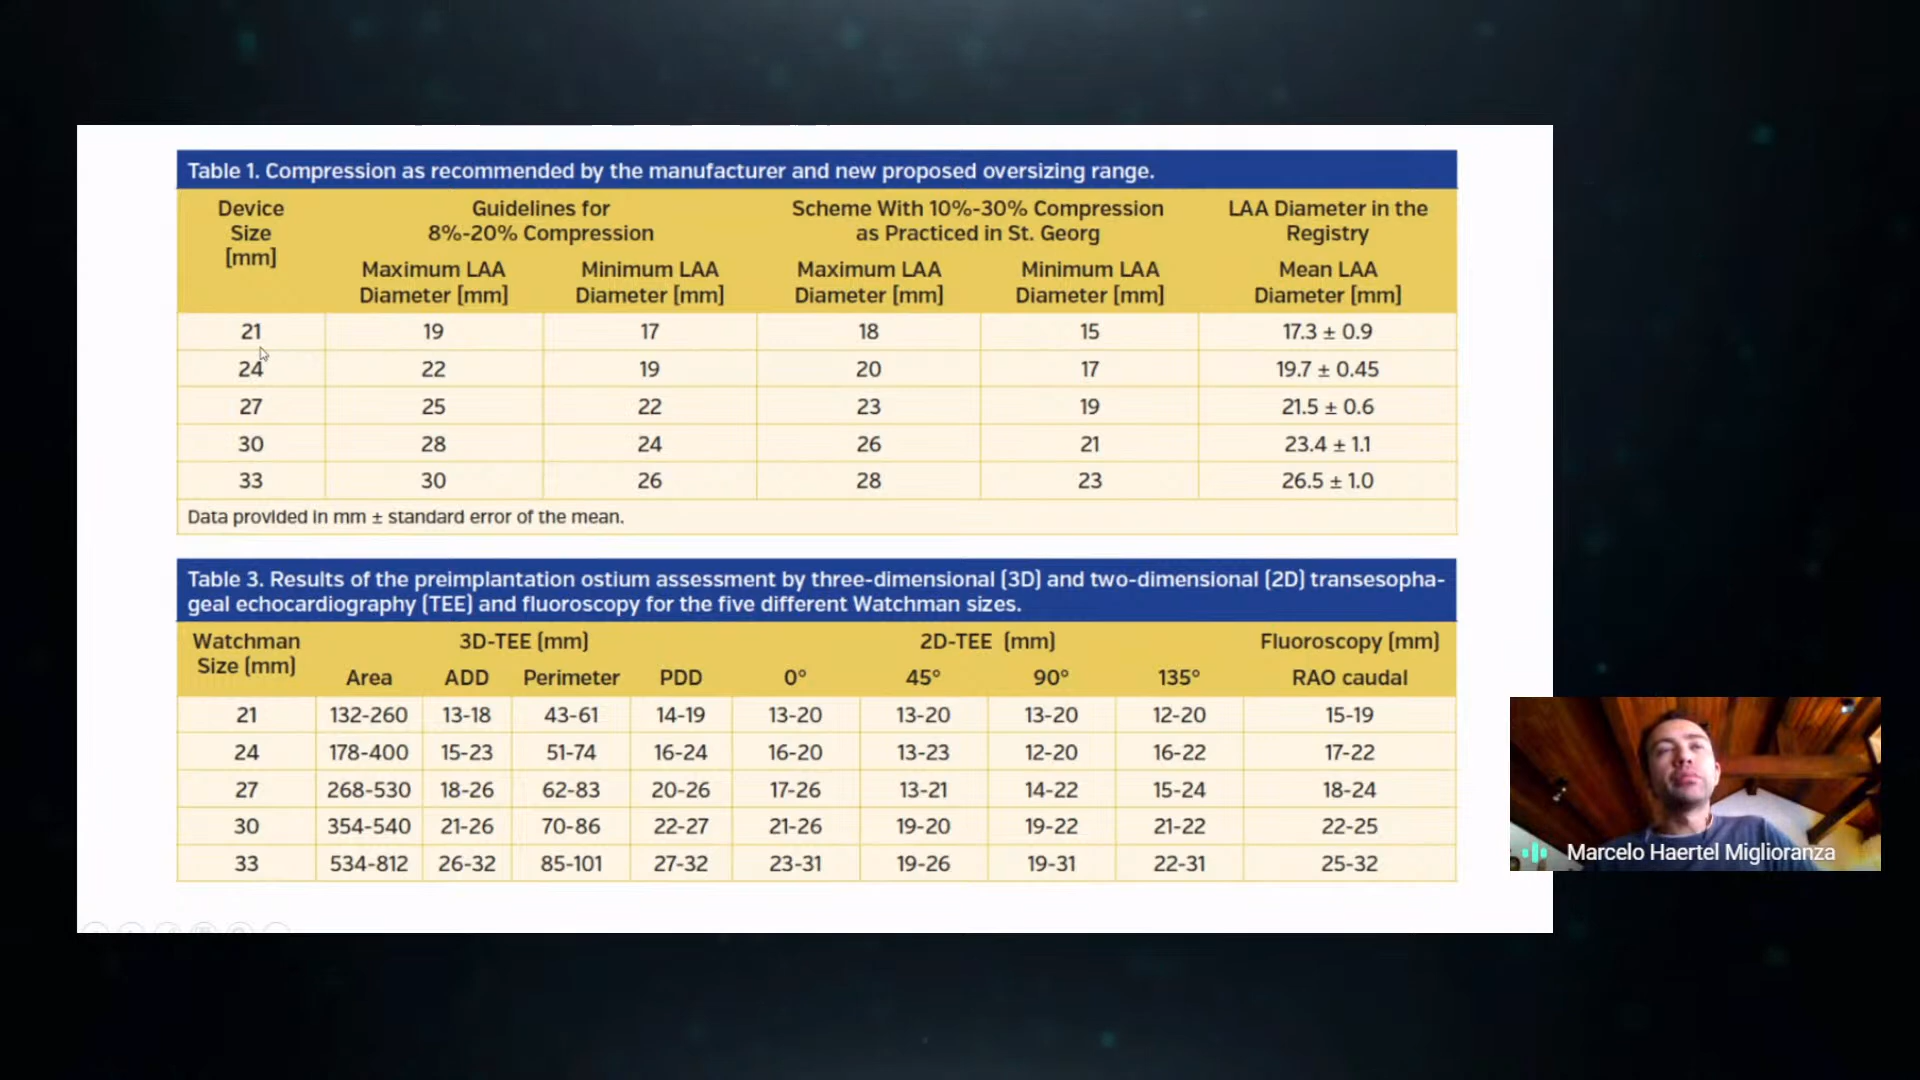 Table 1. Compression as recommended by the manufacturer and new proposed oversizing range.
Device Size [mm] Guidelines for 8%-20% Compression Scheme With 10%-30% Compression as Practiced in St. Georg LAA Diameter in the Registry
Maximum LAA Diameter [mm] Minimum LAA Diameter [mm] Maximum LAA Diameter [mm] Minimum LAA Diameter [mm] Mean LAA Diameter [mm]
21 19 17 18 15 17.3 ± 0.9
24 22 19 20 17 19.7 ± 0.45
27 25 22 23 19 21.5 ± 0.6
30 28 24 26 21 23.4 ± 1.1
33 30 26 28 23 26.5 ± 1.0
Data provided in mm ± standard error of the mean.
Table 3. Results of the preimplantation ostium assessment by three-dimensional (3D) and two-dimensional (2D) transesopha-
geal echocardiography (TEE) and fluoroscopy for the five different Watchman sizes.
Watchman Size (mm) 3D-TEE (mm) 2D-TEE (mm) Fluoroscopy (mm)
Area ADD Perimeter PDD 0° 45° 90° 135° RAO caudal
21 132-260 13-18 43-61 14-19 13-20 13-20 13-20 12-20 15-19
24 178-400 15-23 51-74 16-24 16-20 13-23 12-20 16-22 17-22
27 268-530 18-26 62-83 20-26 17-26 13-21 14-22 15-24 18-24
30 354-540 21-26 70-86 22-27 21-26 19-20 19-22 21-22 22-25
33 534-812 26-32 85-101 27-32 23-31 19-26 19-31 22-31 25-32
Marcelo Haertel Miglioranza